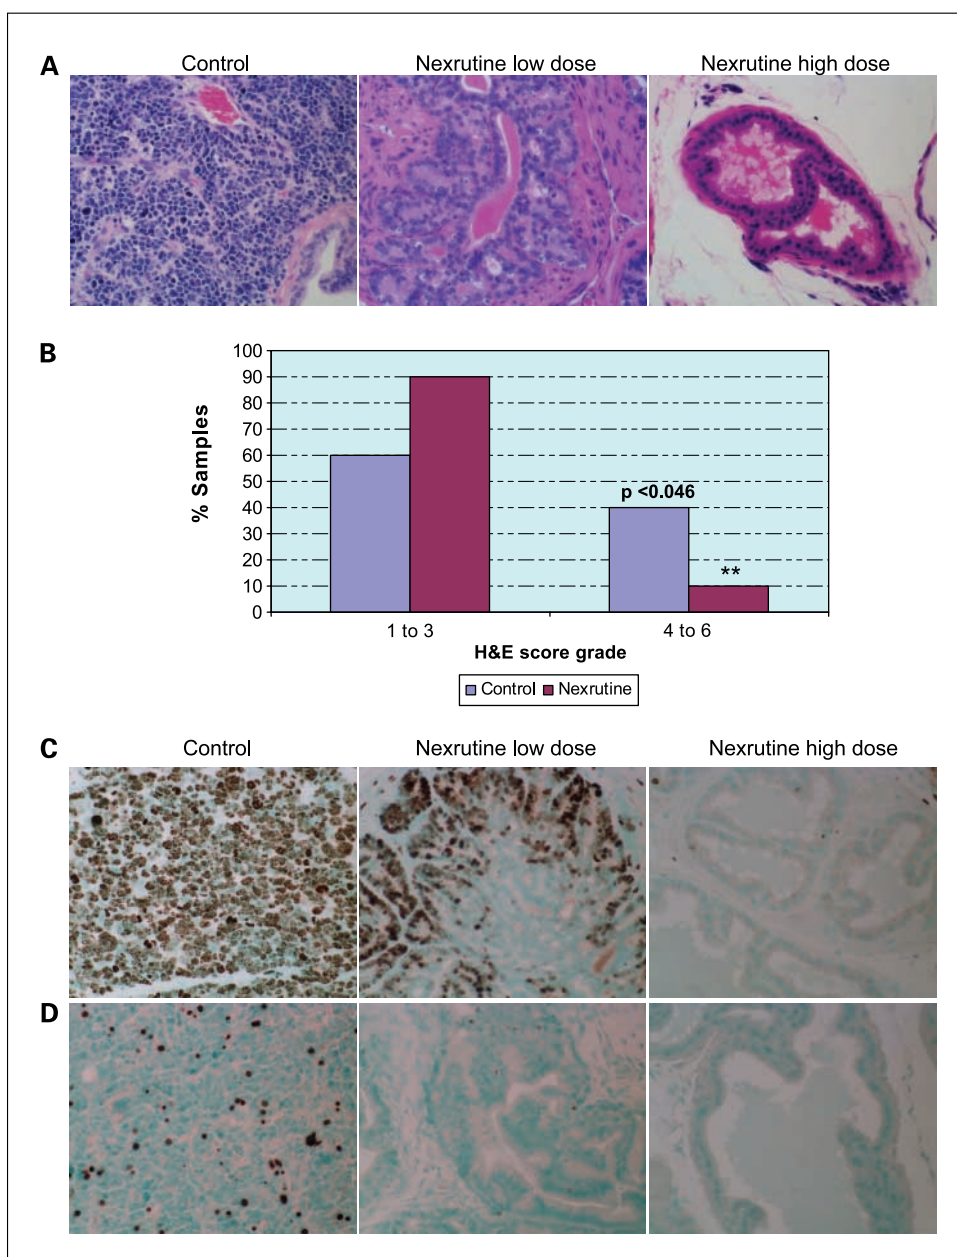 A Control Nexrutine low dose Nexrutine high dose
B
100
90
80
70
60
50
40
30
20
10
0
% Samples
p <0.046
**
1 to 3 4 to 6
H&E score grade
Control Nexrutine
C Control Nexrutine low dose Nexrutine high dose
D